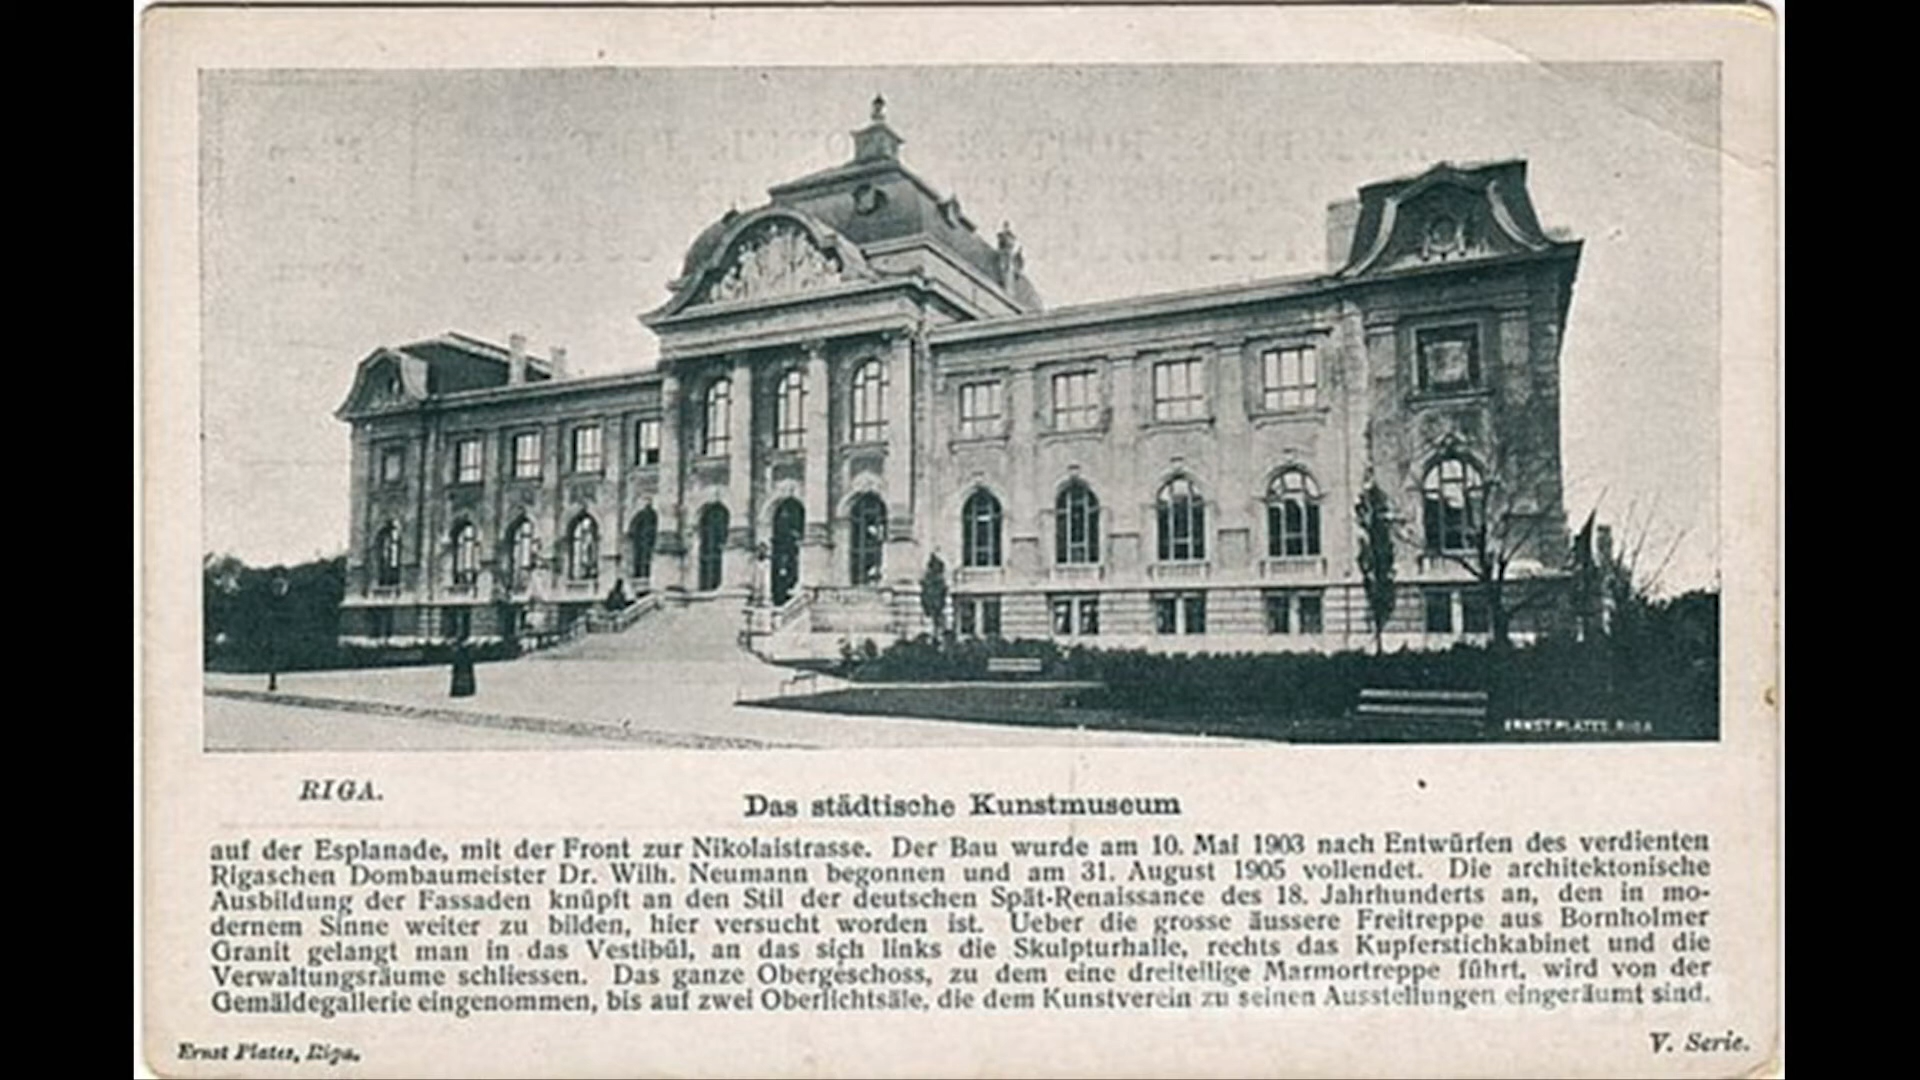 ERNST PLATES, RIGA
RIGA.
Das städtische Kunstmuseum
auf der Esplanade, mit der Front zur Nikolaistrasse. Der Bau wurde am 10. Mai 1903 nach Entwürfen des verdienten
Rigaschen Dombaumeister Dr. Wilh. Neumann begonnen und am 31. August 1905 vollendet. Die architektonische
Ausbildung der Fassaden knüpft an den Stil der deutschen Spät-Renaissance des 18. Jahrhunderts an, den in mo-
dernem Sinne weiter zu bilden, hier versucht worden ist. Ueber die grosse äussere Freitreppe aus Bornholmer
Granit gelangt man in das Vestibül, an das sich links die Skulpturhalle, rechts das Kupferstichkabinet und die
Verwaltungsräume schliessen. Das ganze Obergeschoss, zu dem eine dreiteilige Marmortreppe führt, wird von der
Gemäldegallerie eingenommen, bis auf zwei Oberlichtsäle, die dem Kunstverein zu seinen Ausstellungen eingeräumt sind.
Ernst Plates, Riga.
V. Serie.